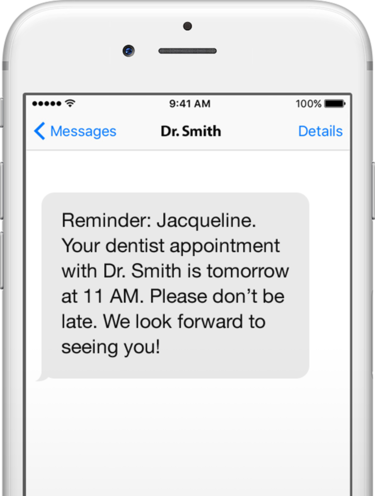 9:41 AM
100%
Messages
Dr. Smith
Details
Reminder: Jacqueline.
Your dentist appointment
with Dr. Smith is tomorrow
at 11 AM. Please don’t be
late. We look forward to
seeing you!